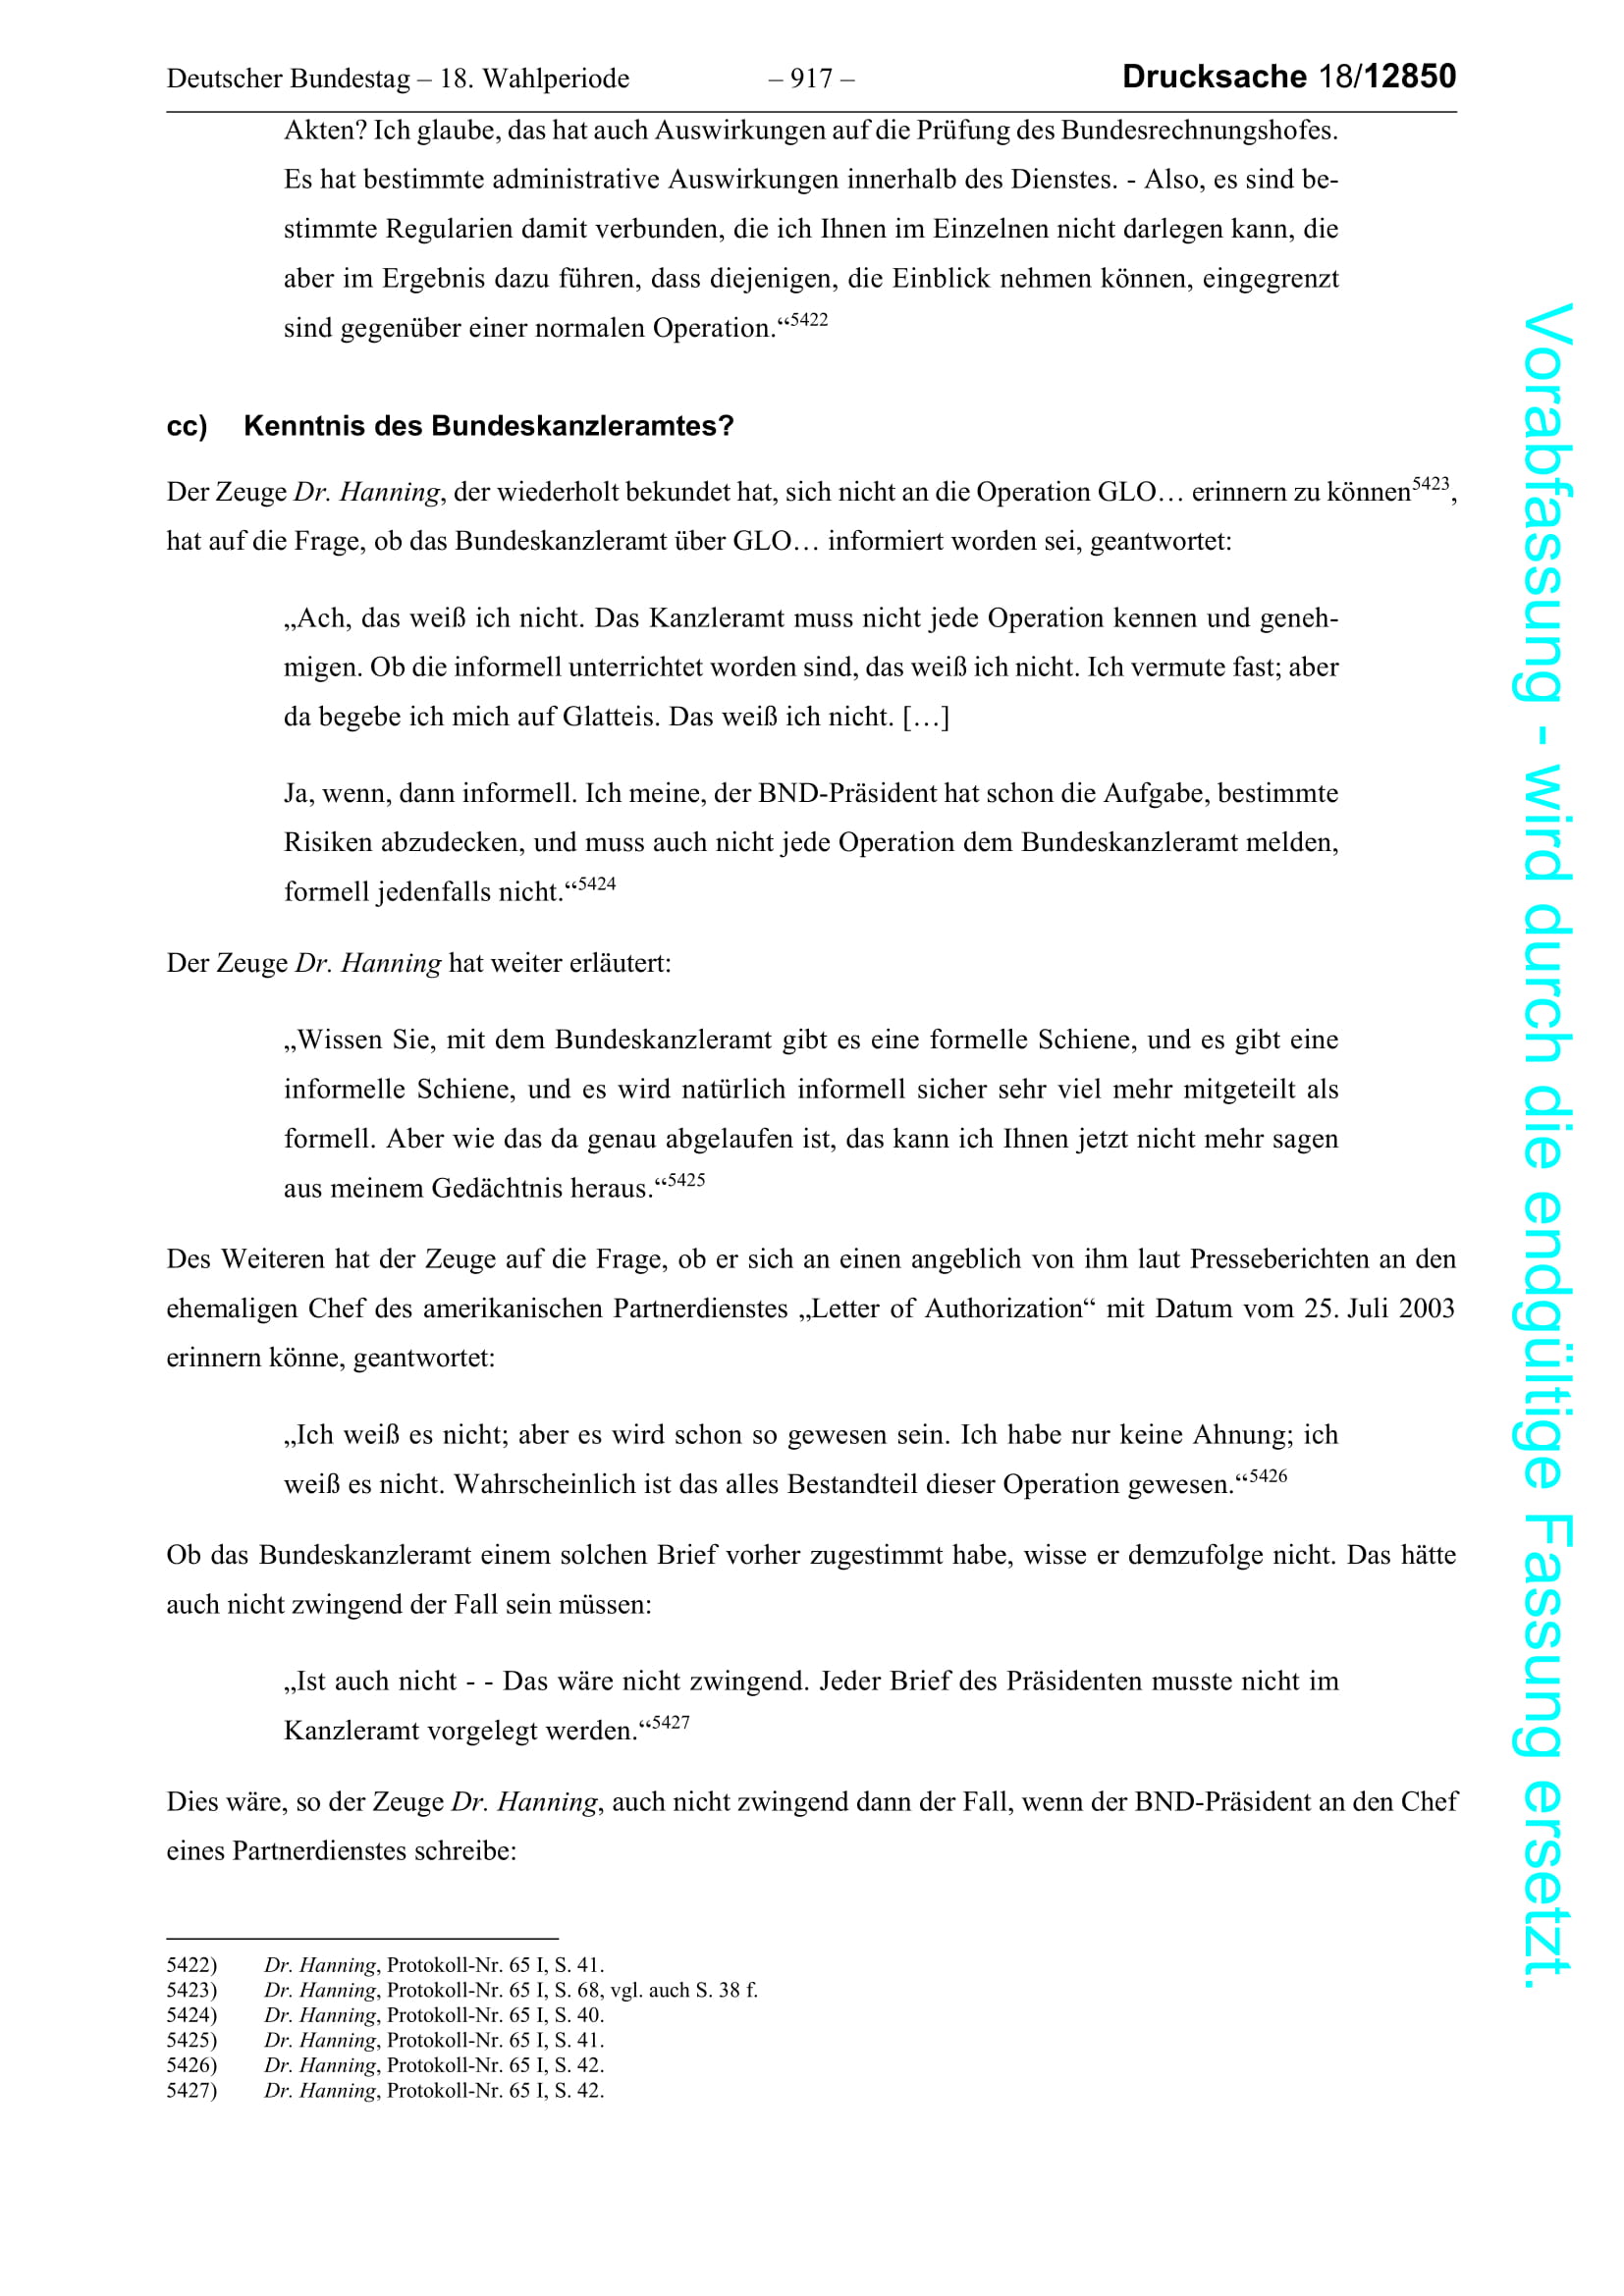 Deutscher Bundestag – 18. Wahlperiode – 917 – Drucksache 18/12850
Akten? Ich glaube, das hat auch Auswirkungen auf die Prüfung des Bundesrechnungshofes.
Es hat bestimmte administrative Auswirkungen innerhalb des Dienstes. - Also, es sind be-
stimmte Regularien damit verbunden, die ich Ihnen im Einzelnen nicht darlegen kann, die
aber im Ergebnis dazu führen, dass diejenigen, die Einblick nehmen können, eingegrenzt
sind gegenüber einer normalen Operation.“5422
cc) Kenntnis des Bundeskanzleramtes?
Der Zeuge Dr. Hanning, der wiederholt bekundet hat, sich nicht an die Operation GLO… erinnern zu können5423,
hat auf die Frage, ob das Bundeskanzleramt über GLO… informiert worden sei, geantwortet:
„Ach, das weiß ich nicht. Das Kanzleramt muss nicht jede Operation kennen und geneh-
migen. Ob die informell unterrichtet worden sind, das weiß ich nicht. Ich vermute fast; aber
da begebe ich mich auf Glatteis. Das weiß ich nicht. […]
Ja, wenn, dann informell. Ich meine, der BND-Präsident hat schon die Aufgabe, bestimmte
Risiken abzudecken, und muss auch nicht jede Operation dem Bundeskanzleramt melden,
formell jedenfalls nicht.“5424
Der Zeuge Dr. Hanning hat weiter erläutert:
„Wissen Sie, mit dem Bundeskanzleramt gibt es eine formelle Schiene, und es gibt eine
informelle Schiene, und es wird natürlich informell sicher sehr viel mehr mitgeteilt als
formell. Aber wie das da genau abgelaufen ist, das kann ich Ihnen jetzt nicht mehr sagen
aus meinem Gedächtnis heraus.“5425
Des Weiteren hat der Zeuge auf die Frage, ob er sich an einen angeblich von ihm laut Presseberichten an den
ehemaligen Chef des amerikanischen Partnerdienstes „Letter of Authorization“ mit Datum vom 25. Juli 2003
erinnern könne, geantwortet:
„Ich weiß es nicht; aber es wird schon so gewesen sein. Ich habe nur keine Ahnung; ich
weiß es nicht. Wahrscheinlich ist das alles Bestandteil dieser Operation gewesen.“5426
Ob das Bundeskanzleramt einem solchen Brief vorher zugestimmt habe, wisse er demzufolge nicht. Das hätte
auch nicht zwingend der Fall sein müssen:
„Ist auch nicht - - Das wäre nicht zwingend. Jeder Brief des Präsidenten musste nicht im
Kanzleramt vorgelegt werden.“5427
Dies wäre, so der Zeuge Dr. Hanning, auch nicht zwingend dann der Fall, wenn der BND-Präsident an den Chef
eines Partnerdienstes schreibe:
5422) Dr. Hanning, Protokoll-Nr. 65 I, S. 41.
5423) Dr. Hanning, Protokoll-Nr. 65 I, S. 68, vgl. auch S. 38 f.
5424) Dr. Hanning, Protokoll-Nr. 65 I, S. 40.
5425) Dr. Hanning, Protokoll-Nr. 65 I, S. 41.
5426) Dr. Hanning, Protokoll-Nr. 65 I, S. 42.
5427) Dr. Hanning, Protokoll-Nr. 65 I, S. 42.
Vorabfassung - wird durch die endgültige Fassung ersetzt.